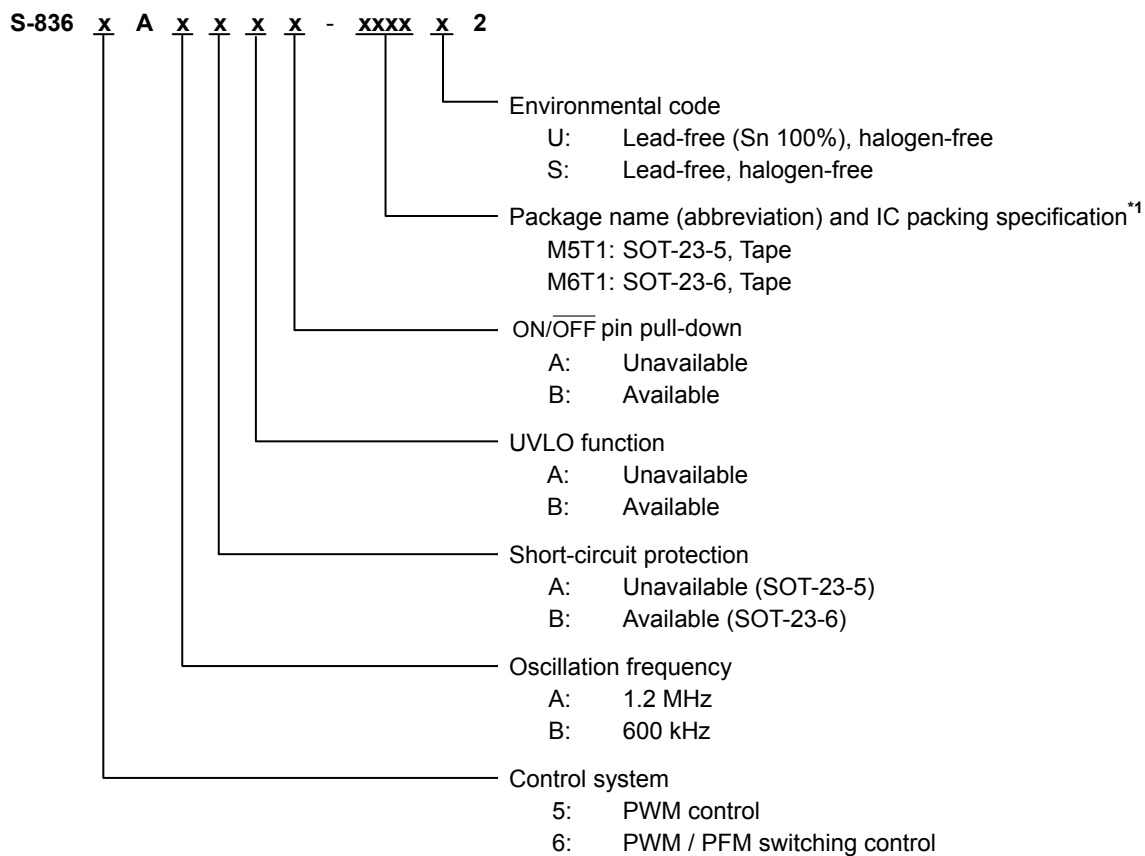 S-836 x A x x x x - xxxx x 2
Environmental code
U: Lead-free (Sn 100%), halogen-free
S: Lead-free, halogen-free
Package name (abbreviation) and IC packing specification*1
M5T1: SOT-23-5, Tape
M6T1: SOT-23-6, Tape
ON/OFF pin pull-down
A: Unavailable
B: Available
UVLO function
A: Unavailable
B: Available
Short-circuit protection
A: Unavailable (SOT-23-5)
B: Available (SOT-23-6)
Oscillation frequency
A: 1.2 MHz
B: 600 kHz
Control system
5: PWM control
6: PWM / PFM switching control